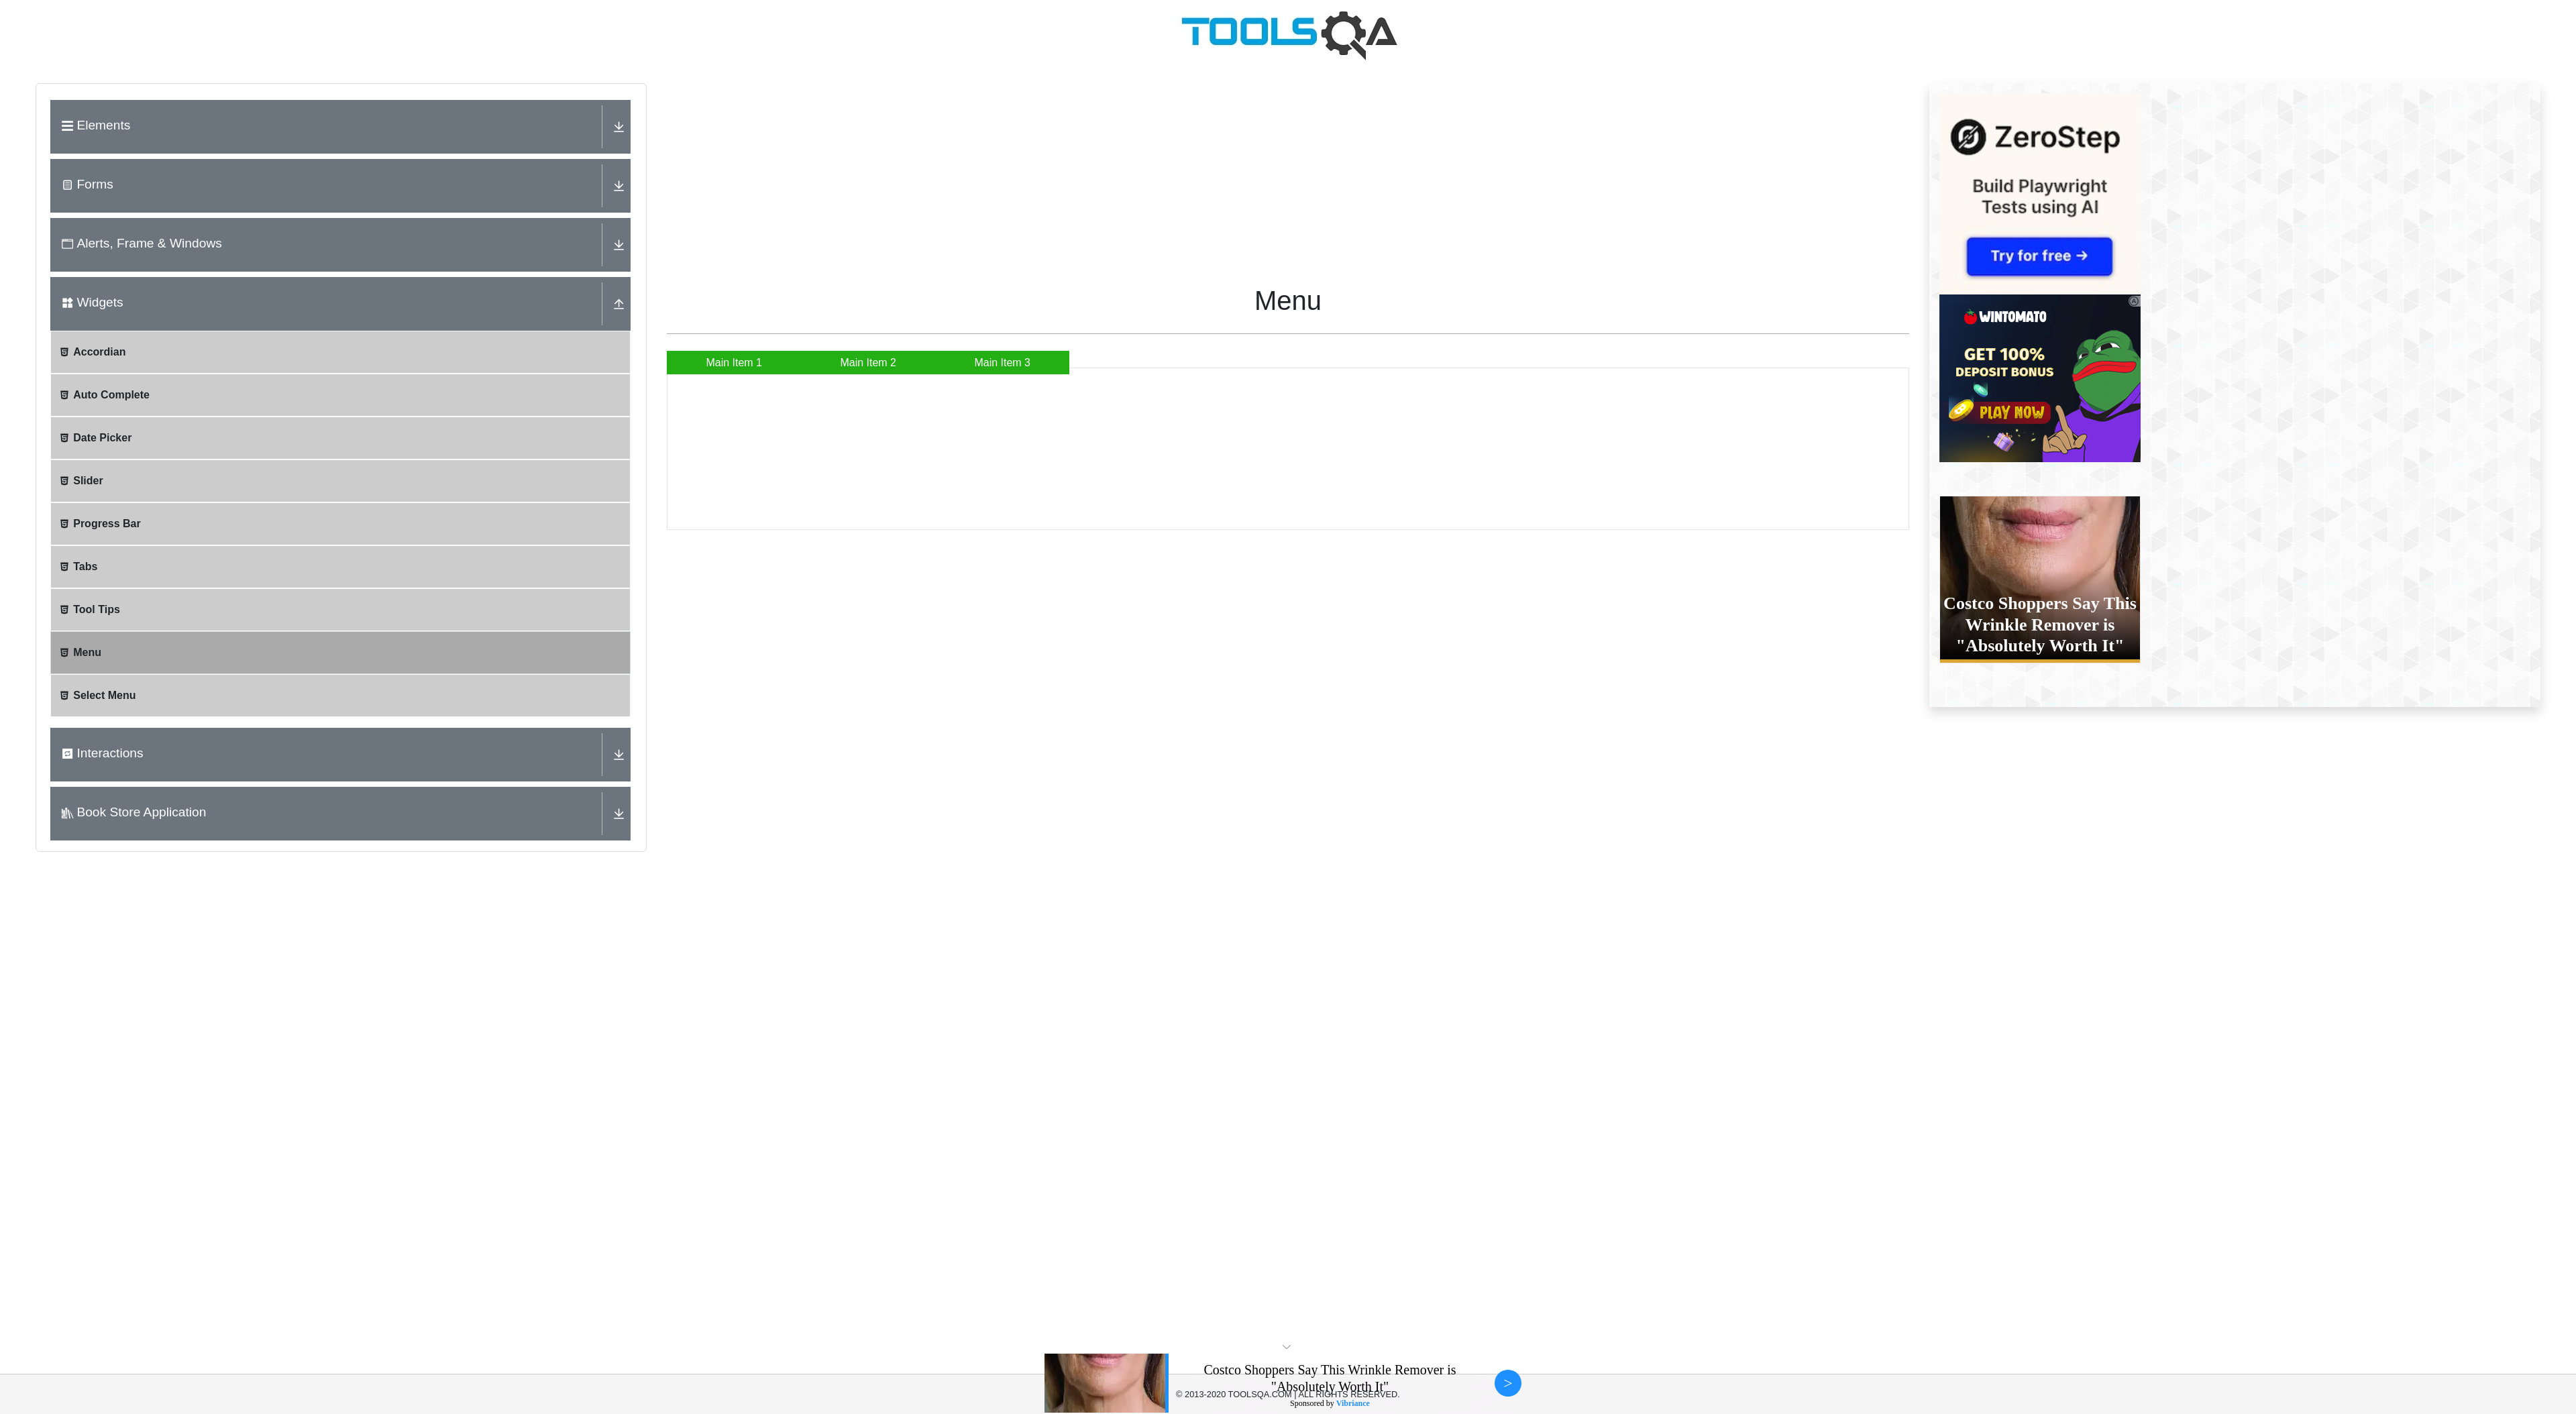 TOOLSQA
Elements
Forms
Alerts, Frame & Windows
Widgets
Accordian
Auto Complete
Date Picker
Slider
Progress Bar
Tabs
Tool Tips
Menu
Select Menu
Interactions
Book Store Application
Menu
Main Item 1
Main Item 2
Main Item 3
ZeroStep
Build Playwright
Tests using AI
Try for free →
WINTOMATO
GET 100%
DEPOSIT BONUS
PLAY NOW
Costco Shoppers Say This
Wrinkle Remover is
"Absolutely Worth It"
Costco Shoppers Say This Wrinkle Remover is
"Absolutely Worth It"
© 2013-2020 TOOLSQA.COM | ALL RIGHTS RESERVED.
Sponsored by Vibriance
>